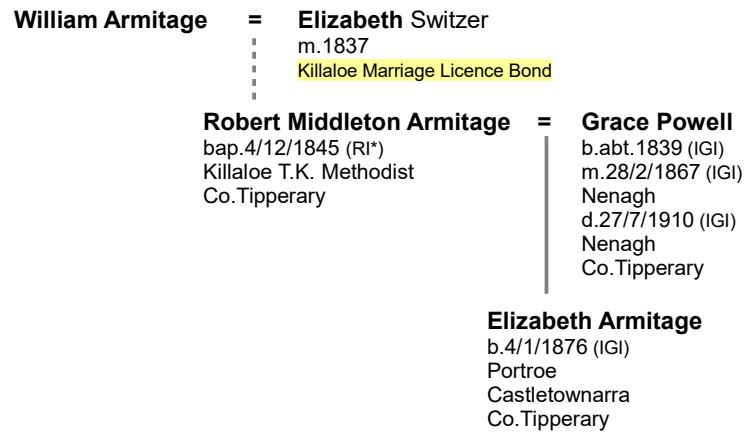 William Armitage = Elizabeth Switzer
m.1837
Killaloe Marriage Licence Bond
Robert Middleton Armitage = Grace Powell
bap.4/12/1845 (RI*)
Killaloe T.K. Methodist
Co.Tipperary
b.abt.1839 (IGI)
m.28/2/1867 (IGI)
Nenagh
d.27/7/1910 (IGI)
Nenagh
Co.Tipperary
Elizabeth Armitage
b.4/1/1876 (IGI)
Portroe
Castletownarra
Co.Tipperary